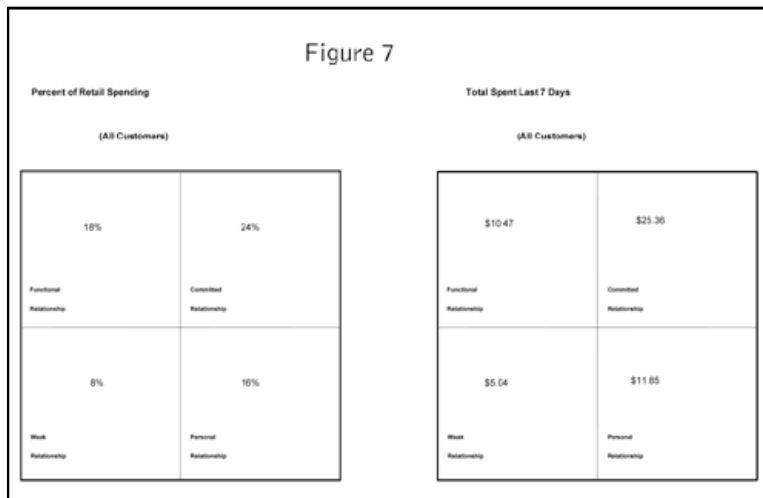 Figure 7
Percent of Retail Spending
(All Customers)
18%
24%
Functional
Relationship
Committed
Relationship
8%
16%
Weak
Relationship
Personal
Relationship
Total Spent Last 7 Days
(All Customers)
$10.47
$25.36
Functional
Relationship
Committed
Relationship
$5.04
$11.85
Weak
Relationship
Personal
Relationship